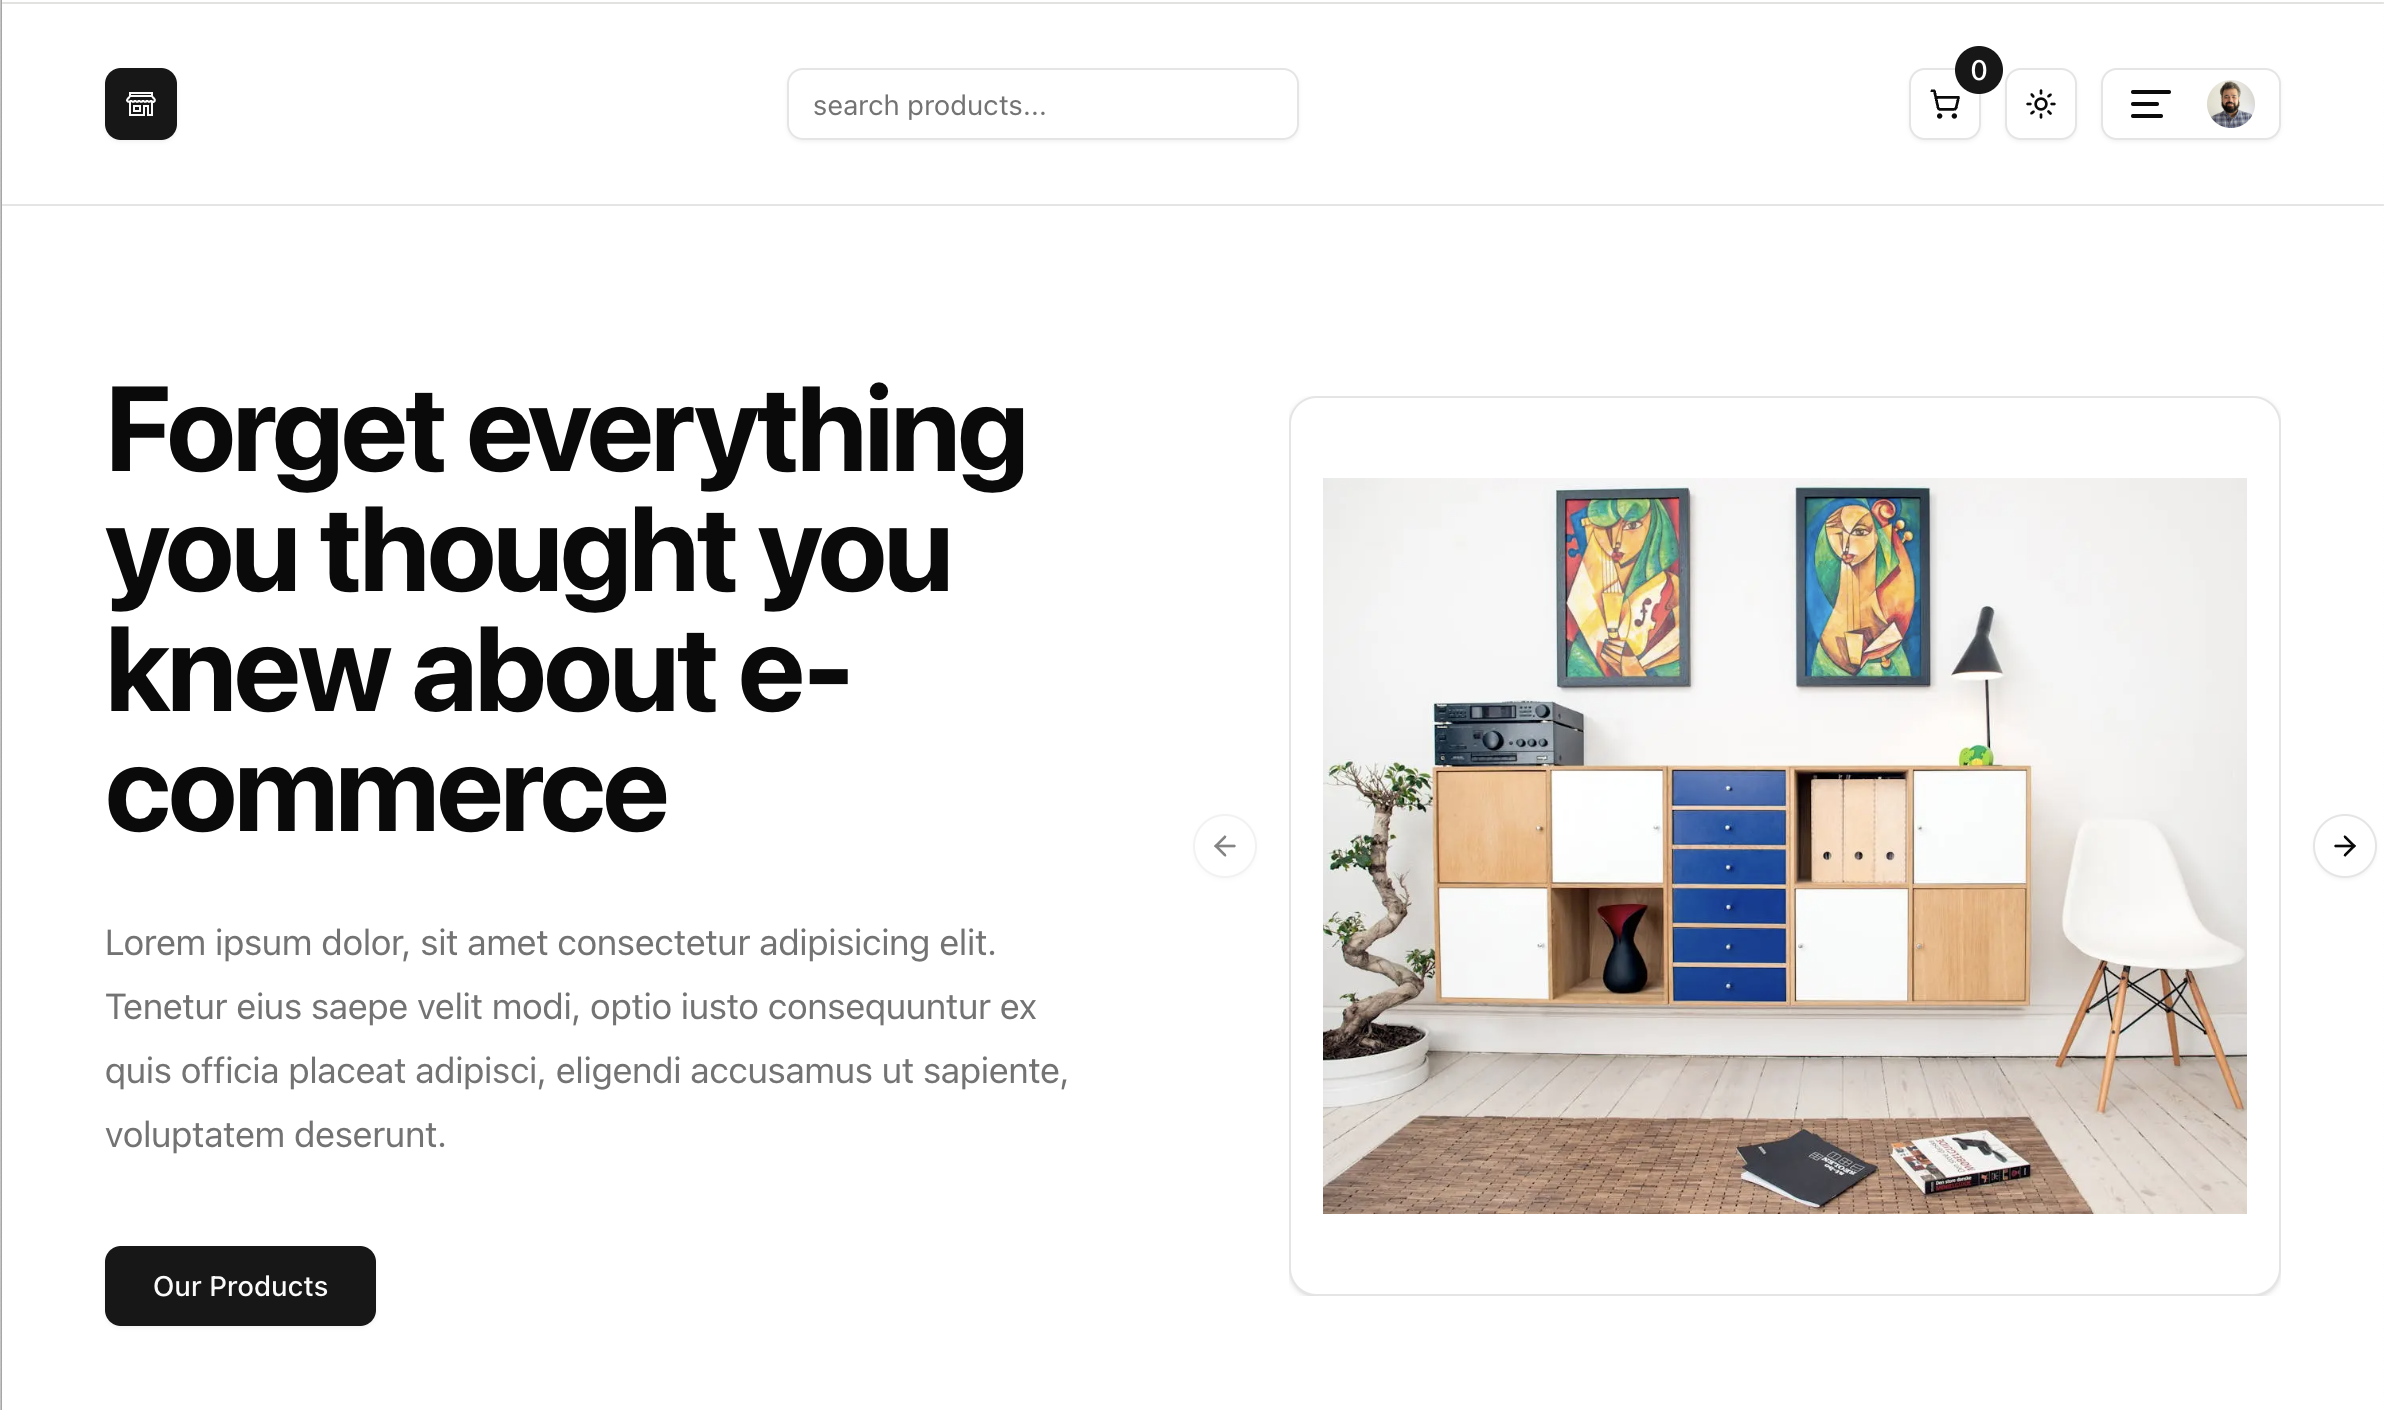 search products...
0
Forget everything
you thought you
knew about e-
commerce
Lorem ipsum dolor, sit amet consectetur adipisicing elit.
Tenetur eius saepe velit modi, optio iusto consequuntur ex
quis officia placeat adipisci, eligendi accusamus ut sapiente,
voluptatem deserunt.
Our Products